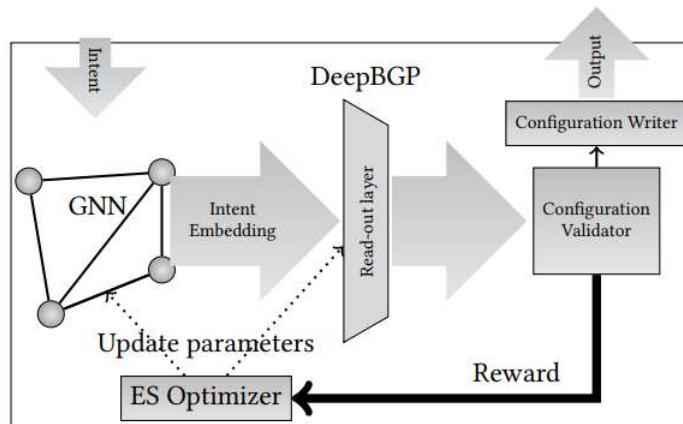 Intent
DeepBGP
Output
Configuration Writer
GNN
Intent
Embedding
Read-out layer
Configuration
Validator
Update parameters
ES Optimizer
Reward